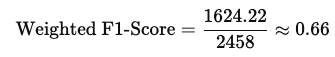 Weighted F1-Score = 1624.22 / 2458 ≈ 0.66